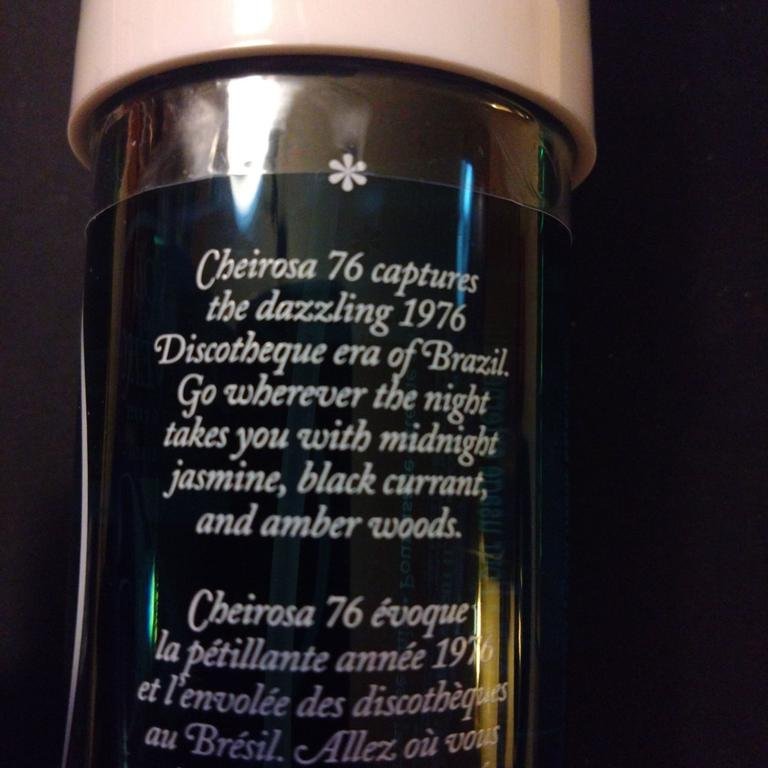 *
Cheirosa 76 captures
the dazzling 1976
Discotheque era of Brazil.
Go wherever the night
takes you with midnight
jasmine, black currant,
and amber woods.
Cheirosa 76 évoque
la pétillante année 1976
et l'envolée des discothèques
au Brésil. Allez où vous